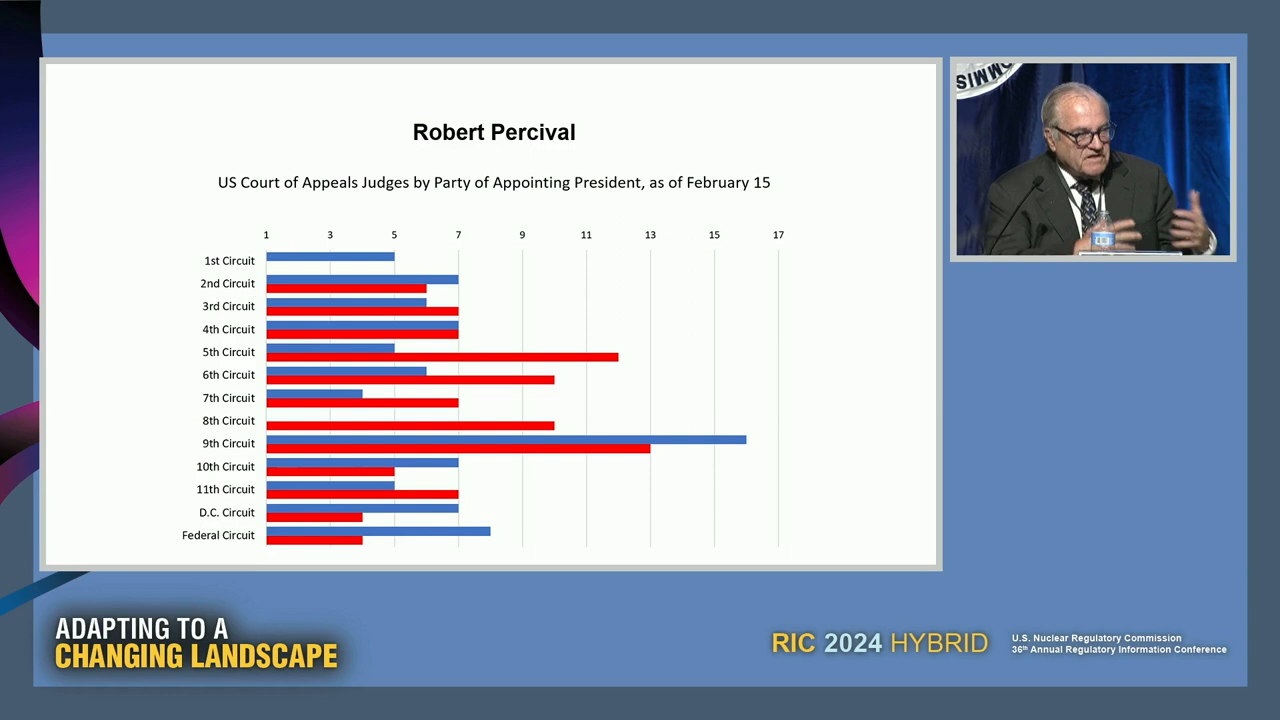 Robert Percival
US Court of Appeals Judges by Party of Appointing President, as of February 15
1 3 5 7 9 11 13 15 17
1st Circuit
2nd Circuit
3rd Circuit
4th Circuit
5th Circuit
6th Circuit
7th Circuit
8th Circuit
9th Circuit
10th Circuit
11th Circuit
D.C. Circuit
Federal Circuit
MMIS
ADAPTING TO A
CHANGING LANDSCAPE
RIC 2024 HYBRID
U.S. Nuclear Regulatory Commission
36th Annual Regulatory Information Conference